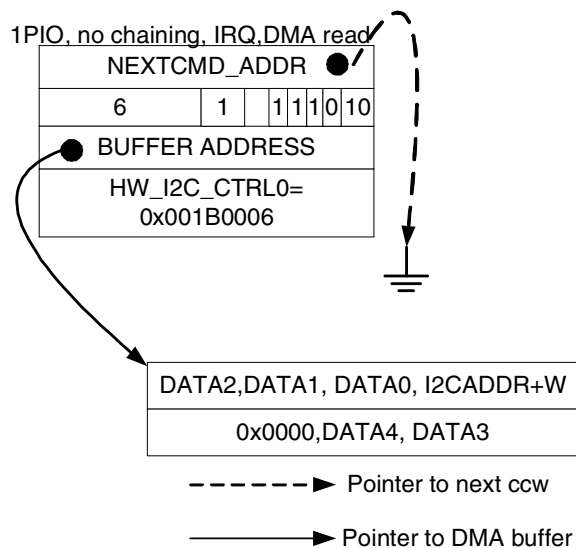 1PIO, no chaining, IRQ,DMA read
NEXTCMD_ADDR
6 1 1 1 1 0 10
BUFFER ADDRESS
HW_I2C_CTRL0=
0x001B0006
DATA2,DATA1, DATA0, I2CADDR+W
0x0000,DATA4, DATA3
Pointer to next ccw
Pointer to DMA buffer